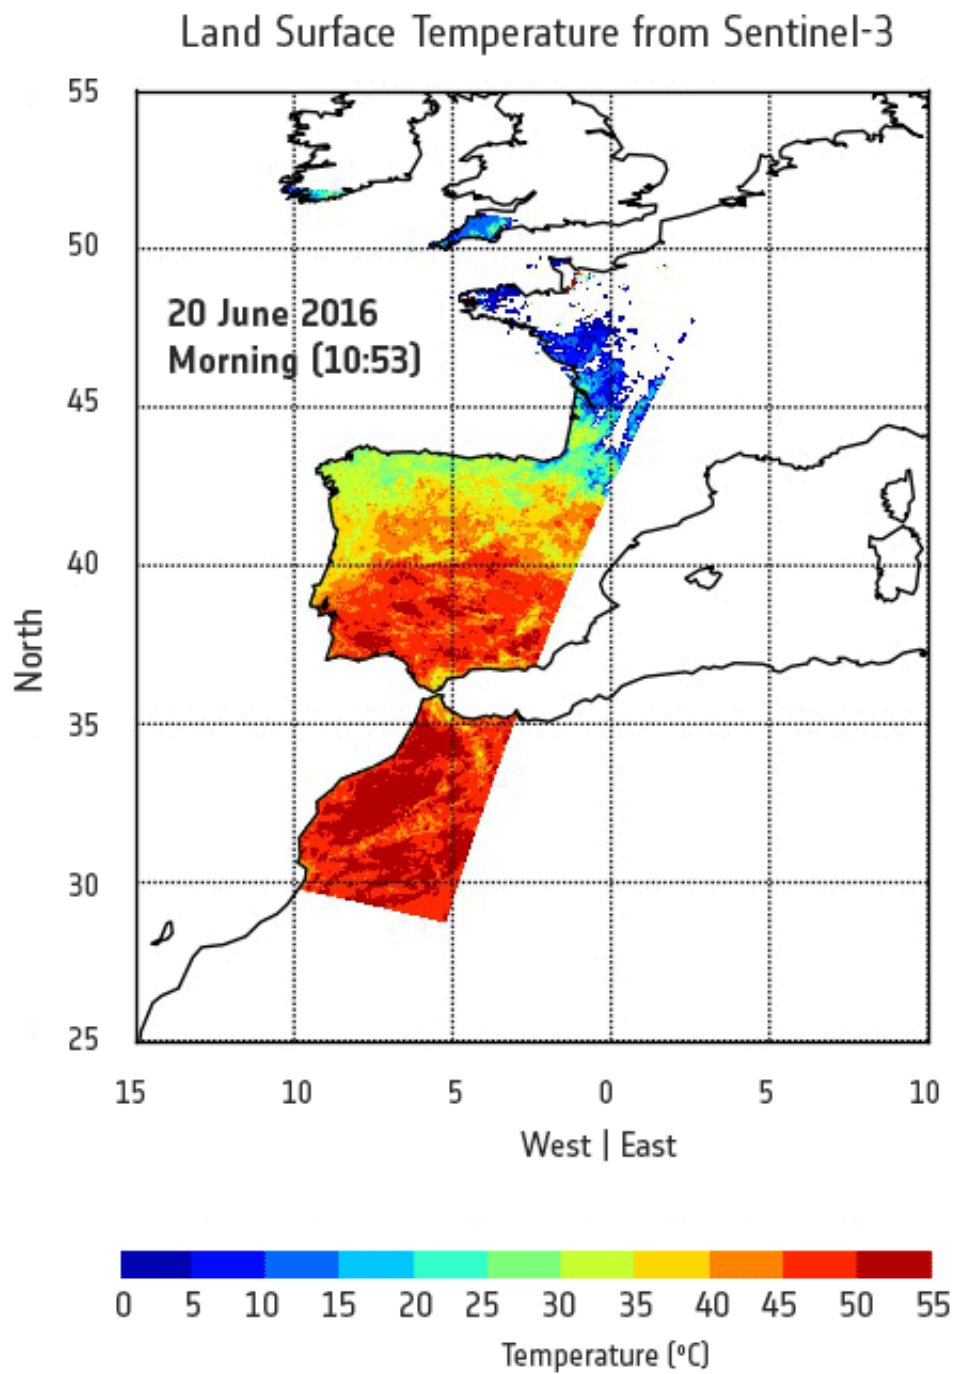 Land Surface Temperature from Sentinel-3
55
50
20 June 2016
Morning (10:53)
45
40
North
35
30
25
15 10 5 0 5 10
West | East
0 5 10 15 20 25 30 35 40 45 50 55
Temperature (ºC)